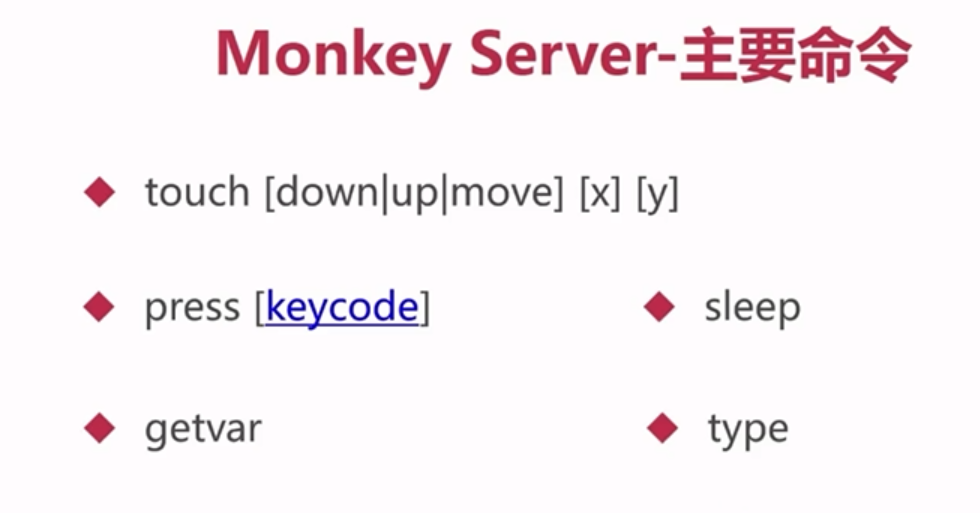 Monkey Server-主要命令
touch [down|up|move] [x] [y]
press [keycode]
sleep
getvar
type